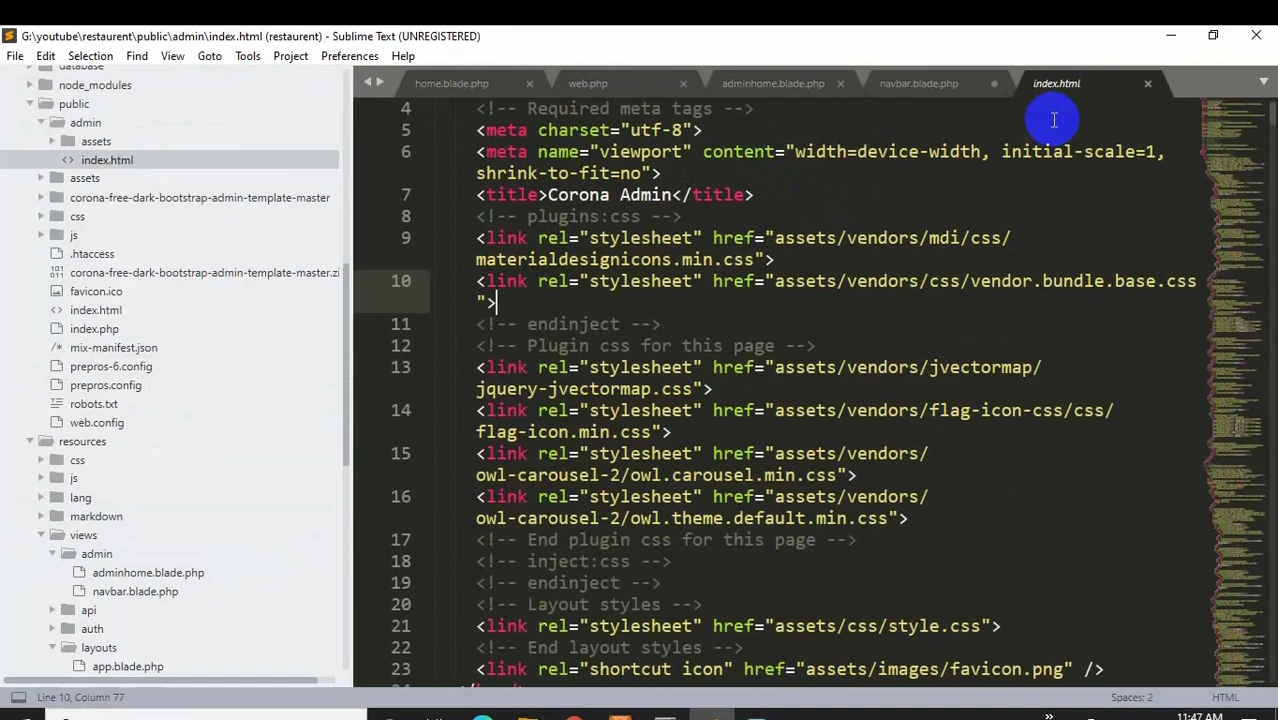 G:\youtube\restaurent\public\admin\index.html (restaurent) - Sublime Text (UNREGISTERED)
File Edit Selection Find View Goto Tools Project Preferences Help
database
node_modules
public
admin
assets
index.html
assets
corona-free-dark-bootstrap-admin-template-master
css
js
.htaccess
corona-free-dark-bootstrap-admin-template-master.zi
favicon.ico
index.html
index.php
mix-manifest.json
prepros-6.config
prepros.config
robots.txt
web.config
resources
css
js
lang
markdown
views
admin
adminhome.blade.php
navbar.blade.php
api
auth
layouts
app.blade.php
home.blade.php web.php adminhome.blade.php navbar.blade.php index.html
4 <!-- Required meta tags -->
5 <meta charset="utf-8">
6 <meta name="viewport" content="width=device-width, initial-scale=1,
shrink-to-fit=no">
7 <title>Corona Admin</title>
8 <!-- plugins:css -->
9 <link rel="stylesheet" href="assets/vendors/mdi/css/
materialdesignicons.min.css">
10 <link rel="stylesheet" href="assets/vendors/css/vendor.bundle.base.css
">
11 <!-- endinject -->
12 <!-- Plugin css for this page -->
13 <link rel="stylesheet" href="assets/vendors/jvectormap/
jquery-jvectormap.css">
14 <link rel="stylesheet" href="assets/vendors/flag-icon-css/css/
flag-icon.min.css">
15 <link rel="stylesheet" href="assets/vendors/
owl-carousel-2/owl.carousel.min.css">
16 <link rel="stylesheet" href="assets/vendors/
owl-carousel-2/owl.theme.default.min.css">
17 <!-- End plugin css for this page -->
18 <!-- inject:css -->
19 <!-- endinject -->
20 <!-- Layout styles -->
21 <link rel="stylesheet" href="assets/css/style.css">
22 <!-- End layout styles -->
23 <link rel="shortcut icon" href="assets/images/favicon.png" />
Line 10, Column 77 Spaces: 2 HTML
11:47 AM